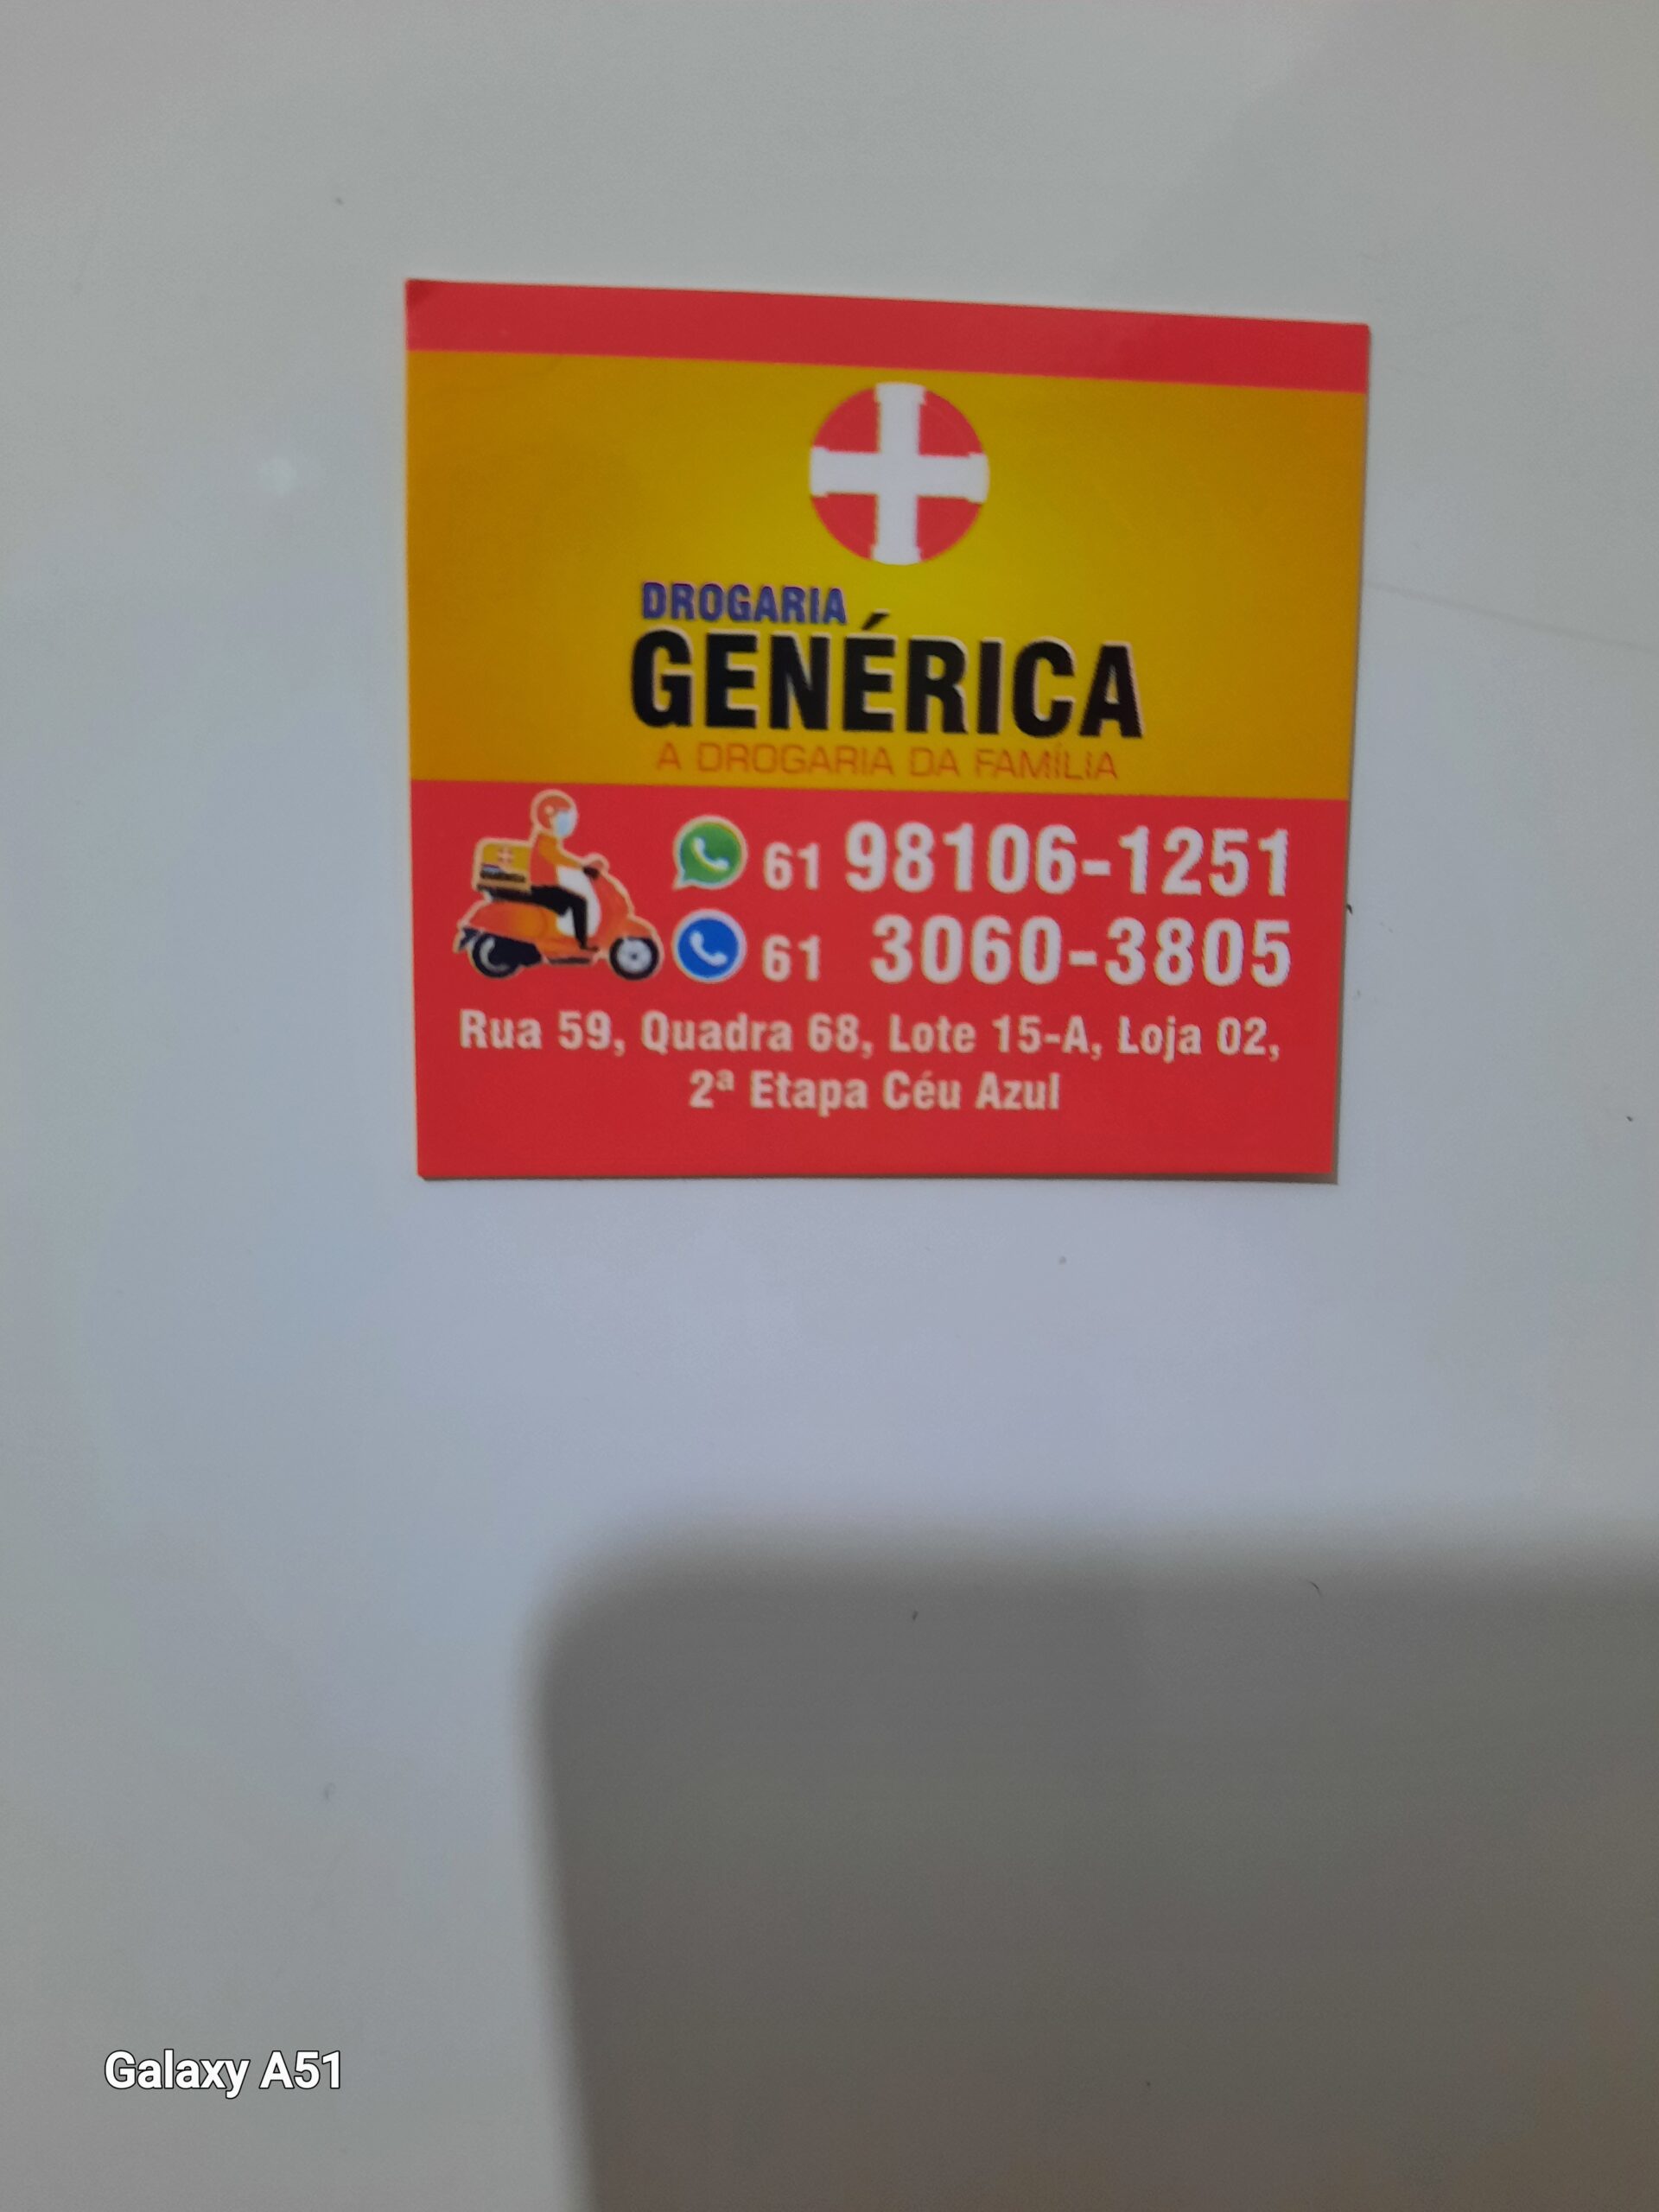 DROGARIA
GENÉRICA
A DROGARIA DA FAMÍLIA
61 98106-1251
61 3060-3805
Rua 59, Quadra 68, Lote 15-A, Loja 02,
2ª Etapa Céu Azul
Galaxy A51